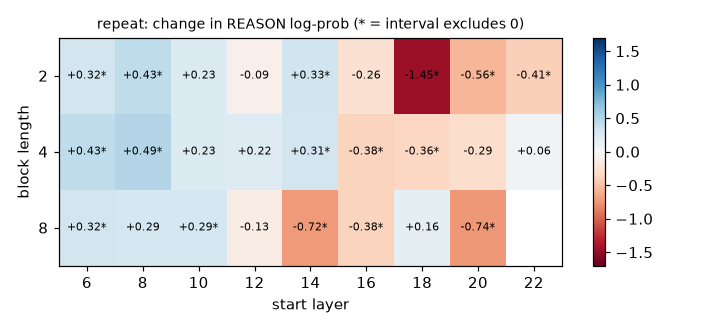 repeat: change in REASON log-prob (* = interval excludes 0)
block length
2 +0.32* +0.43* +0.23 -0.09 +0.33* -0.26 -1.45* -0.56* -0.41*
4 +0.43* +0.49* +0.23 +0.22 +0.31* -0.38* -0.36* -0.29 +0.06
8 +0.32* +0.29 +0.29* -0.13 -0.72* -0.38* +0.16 -0.74*
6 8 10 12 14 16 18 20 22
start layer
1.5
1.0
0.5
0.0
−0.5
−1.0
−1.5